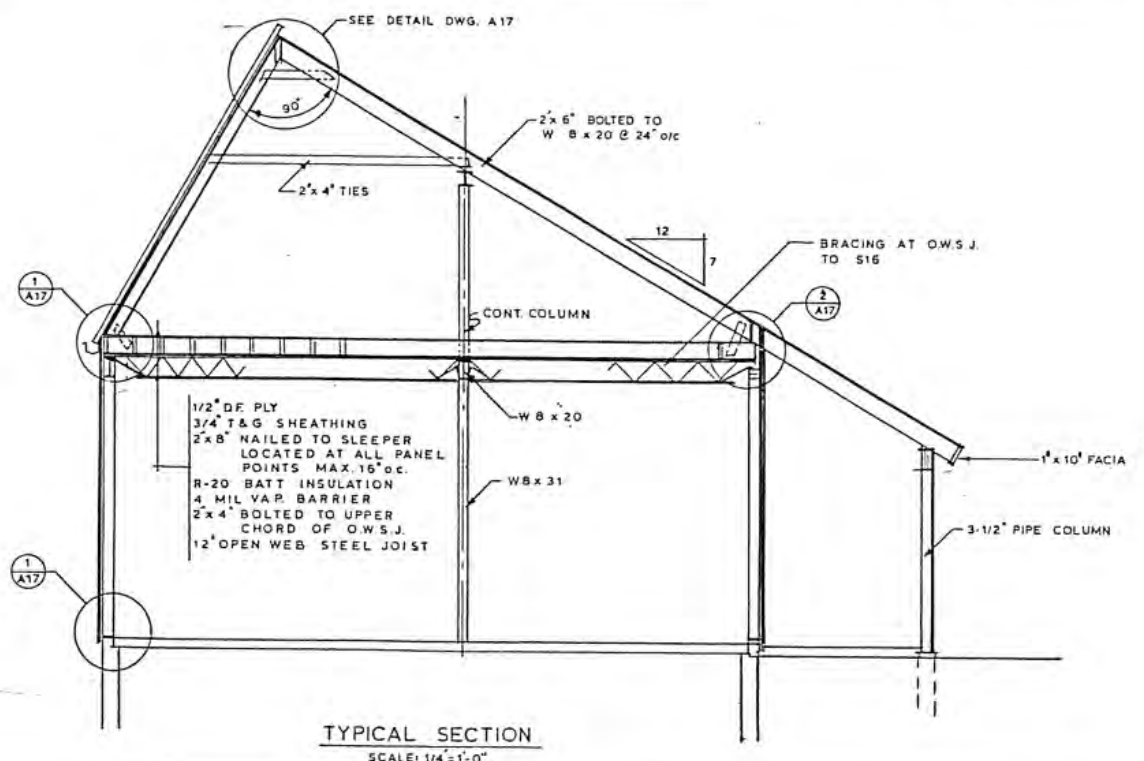 SEE DETAIL DWG. A17
90°
2"x 6" BOLTED TO
W 8 x 20 @ 24" o/c
2"x 4" TIES
12
7
BRACING AT O.W.S.J.
TO S16
1
A17
2
A17
CONT. COLUMN
W 8 x 20
1/2" D.F. PLY
3/4" T&G SHEATHING
2"x 8" NAILED TO SLEEPER
LOCATED AT ALL PANEL
POINTS MAX. 16" o.c.
R-20 BATT INSULATION
4 MIL VAP. BARRIER
2"x 4" BOLTED TO UPPER
CHORD OF O.W.S.J.
12" OPEN WEB STEEL JOIST
W 8 x 31
1" x 10" FACIA
3-1/2" PIPE COLUMN
1
A17
TYPICAL SECTION
SCALE: 1/4"=1'-0"